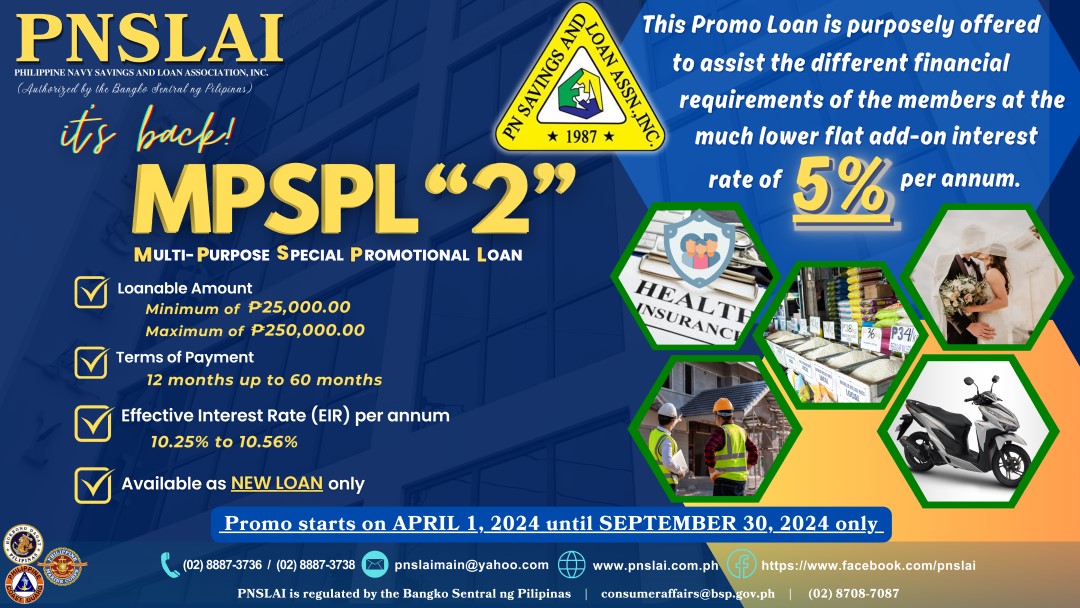 PNSLAI
PHILIPPINE NAVY SAVINGS AND LOAN ASSOCIATION, INC.
(Authorized by the Bangko Sentral ng Pilipinas)
it's back!
MPSPL “2”
MULTI-PURPOSE SPECIAL PROMOTIONAL LOAN
Loanable Amount
Minimum of ₱25,000.00
Maximum of ₱250,000.00
Terms of Payment
12 months up to 60 months
Effective Interest Rate (EIR) per annum
10.25% to 10.56%
Available as NEW LOAN only
PN SAVINGS AND LOAN ASSN., INC.
★ 1987 ★
This Promo Loan is purposely offered
to assist the different financial
requirements of the members at the
much lower flat add-on interest
rate of 5% per annum.
HEALTH
INSURANCE
₱34
Promo starts on APRIL 1, 2024 until SEPTEMBER 30, 2024 only
(02) 8887-3736 / (02) 8887-3738
pnslaimain@yahoo.com
www.pnslai.com.ph
https://www.facebook.com/pnslai
PNSLAI is regulated by the Bangko Sentral ng Pilipinas | consumeraffairs@bsp.gov.ph | (02) 8708-7087